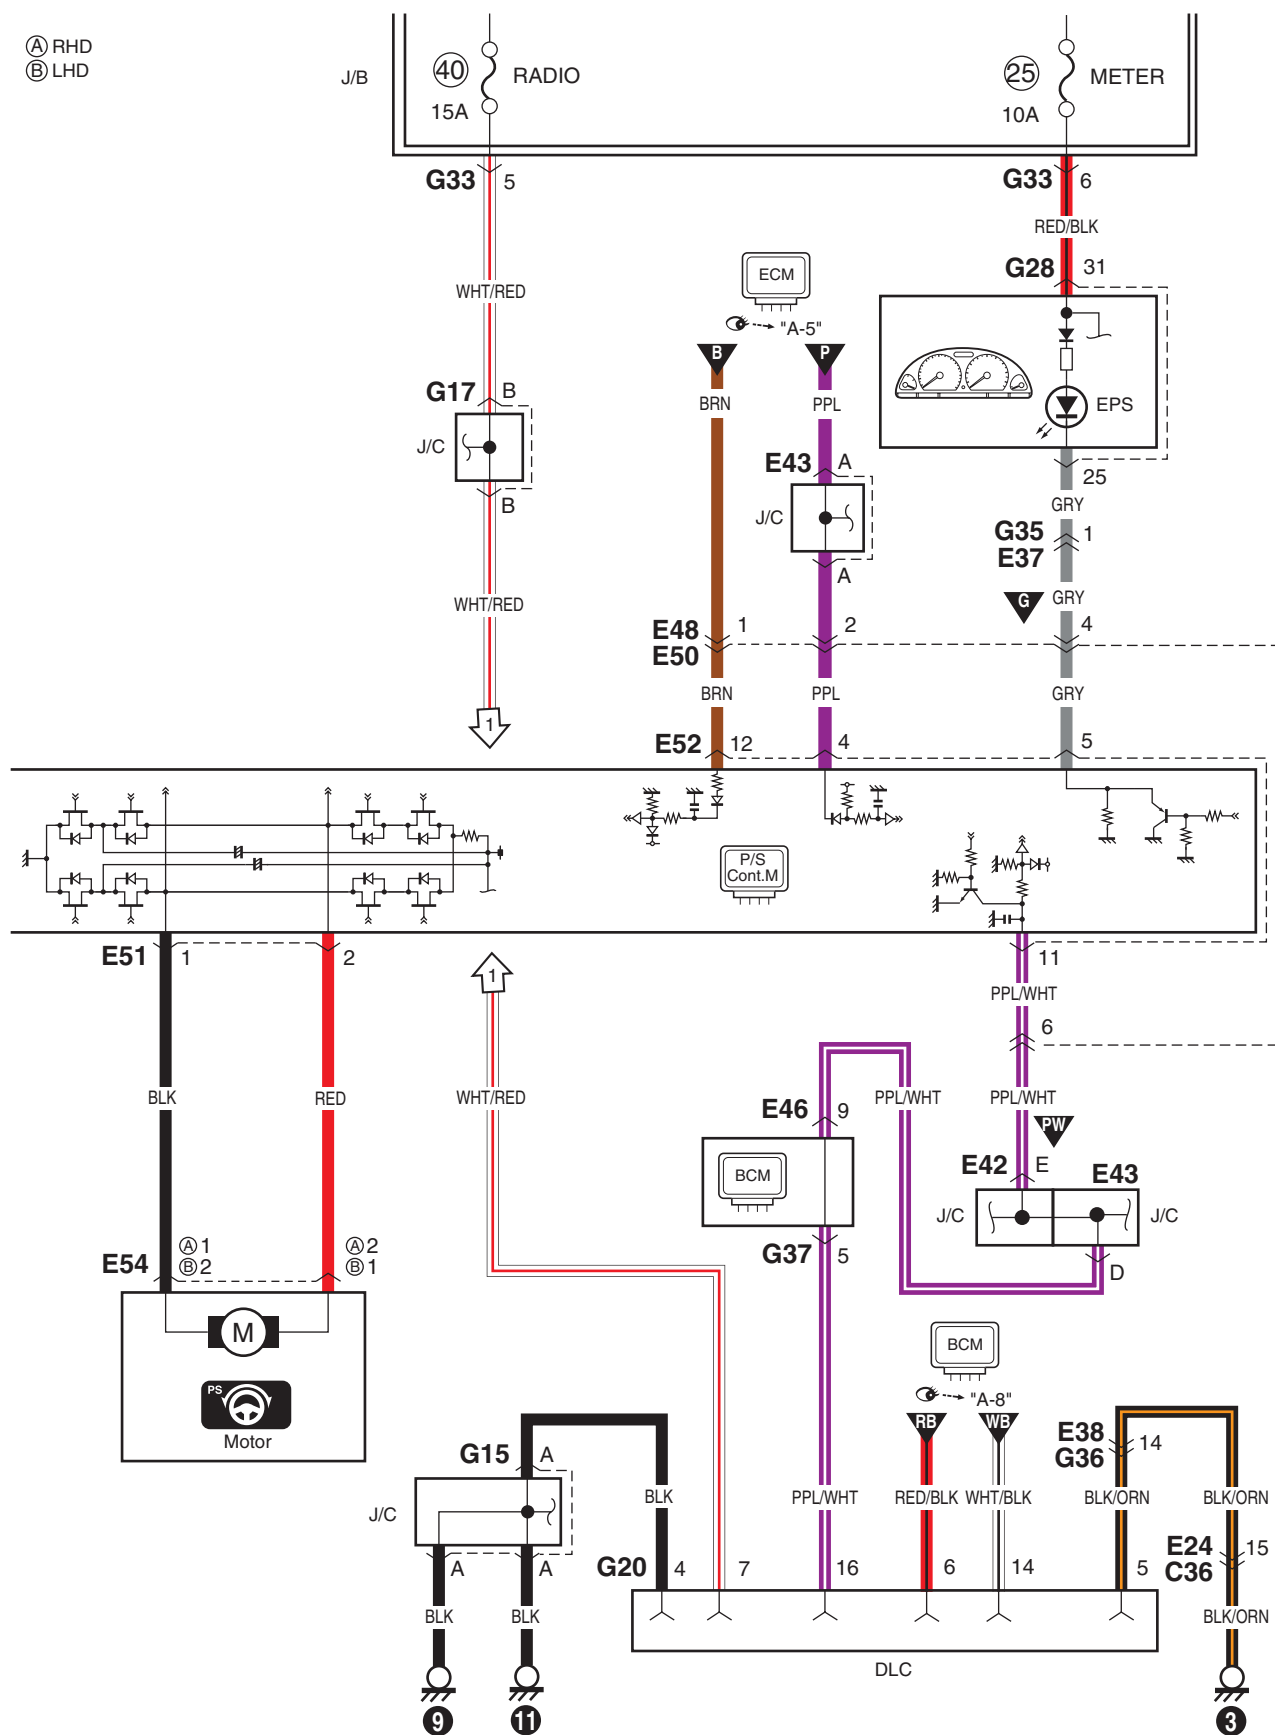 Ⓐ RHD
Ⓑ LHD
J/B
40 RADIO
15A
25 METER
10A
G33 5
G33 6
RED/BLK
G28 31
ECM
"A-5"
WHT/RED
B
P
BRN
PPL
EPS
G17 B
J/C
B
E43 A
J/C
A
25
GRY
G35 1
E37
G
GRY
WHT/RED
E48 1
E50
2
4
BRN
PPL
GRY
1
E52 12
4
5
P/S
Cont.M
E51 1
2
1
11
PPL/WHT
6
BLK
RED
WHT/RED
PPL/WHT
PPL/WHT
E46 9
PW
BCM
E42 E
E43
J/C
J/C
G37 5
D
E54
Ⓐ1
Ⓑ2
Ⓐ2
Ⓑ1
M
PS
Motor
BCM
"A-8"
RB
WB
E38 14
G36
G15 A
J/C
BLK
PPL/WHT
RED/BLK
WHT/BLK
BLK/ORN
BLK/ORN
E24 15
C36
A
A
G20 4
7
16
6
14
5
BLK
BLK
BLK/ORN
DLC
9
11
3